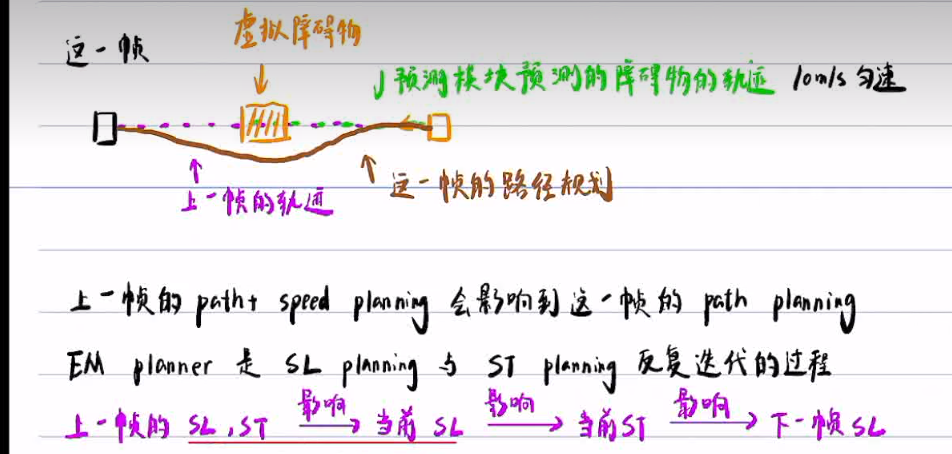 虚拟障碍物
这一帧
预测模块预测的障碍物的轨迹 10m/s 匀速
上一帧的轨迹
这一帧的路径规划
上一帧的 path+ speed planning 会影响到这一帧的 path planning
EM planner 是 SL planning 与 ST planning 反复迭代的过程
上一帧的 SL,ST 影响 当前 SL 影响 当前ST 影响 下一帧 SL